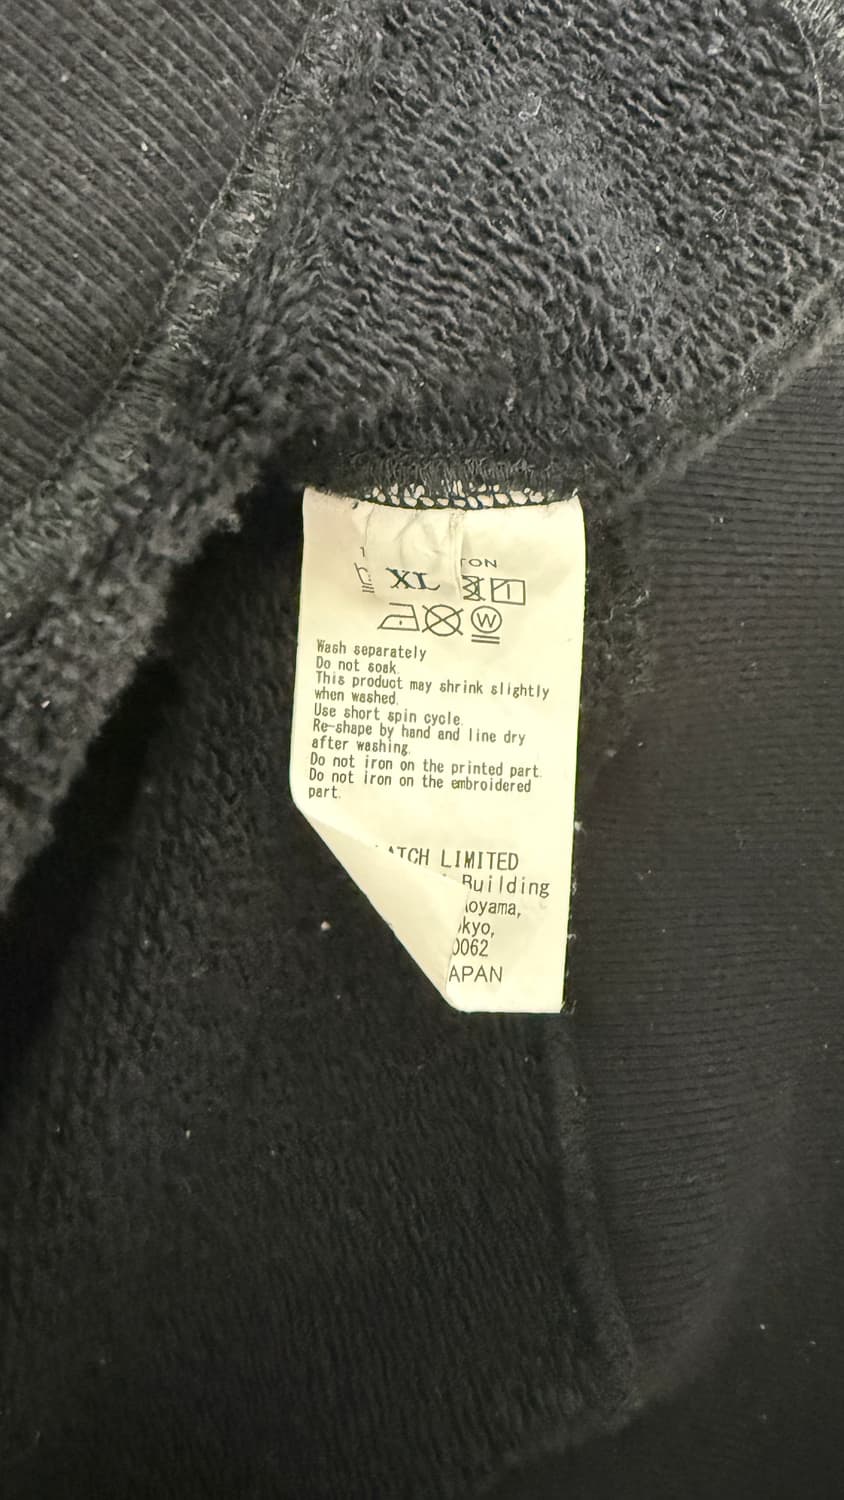 XL
Wash separately
Do not soak.
This product may shrink slightly
when washed.
Use short spin cycle.
Re-shape by hand and line dry
after washing.
Do not iron on the printed part.
Do not iron on the embroidered
part.
LIMITED
Building